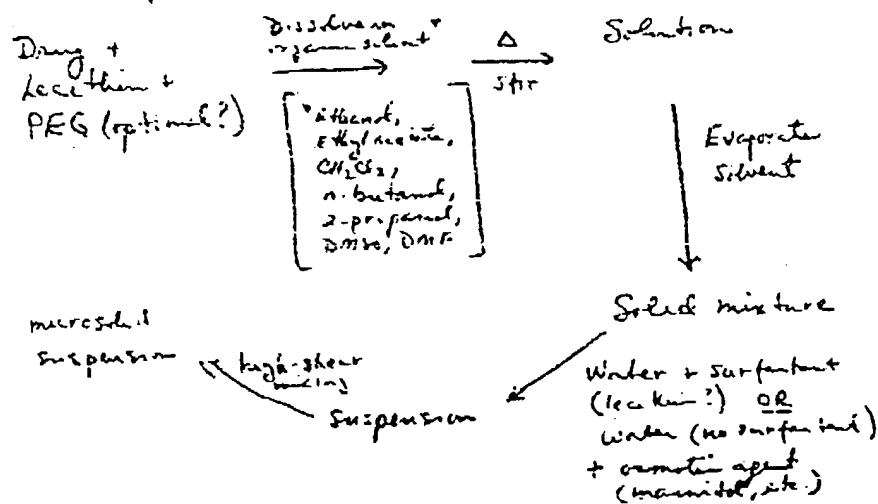 Drug +
Lecithin +
PEG (optional?)
Dissolve in
organic solvent*
[*ethanol,
Ethyl acetate,
CH2Cl2,
n-butanol,
2-propanol,
DMSO, DMF]
Δ
stir
Solution
Evaporate
Solvent
Solid mixture
Water + surfactant
(lecithin?) OR
water (no surfactant)
+ osmotic agent
(mannitol, etc.)
suspension
high-shear
mixing
suspension